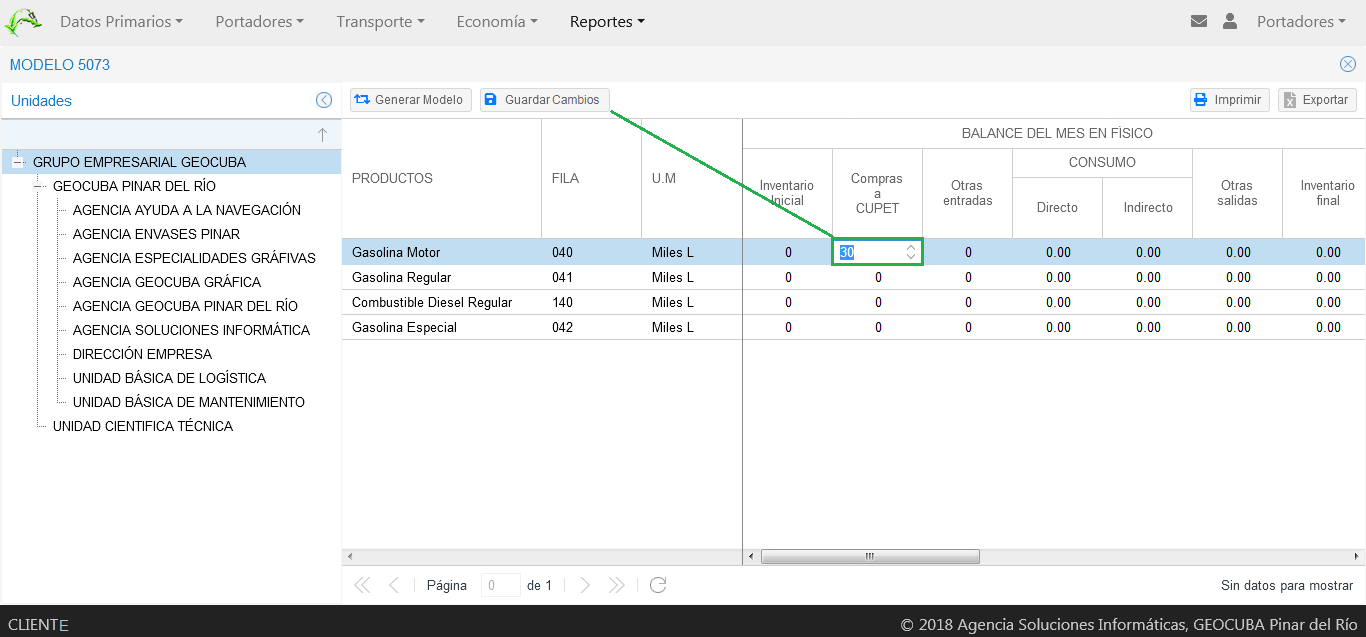 Datos Primarios Portadores Transporte Economía Reportes Portadores
MODELO 5073
Unidades
Generar Modelo Guardar Cambios Imprimir Exportar
GRUPO EMPRESARIAL GEOCUBA
GEOCUBA PINAR DEL RÍO
AGENCIA AYUDA A LA NAVEGACIÓN
AGENCIA ENVASES PINAR
AGENCIA ESPECIALIDADES GRÁFIVAS
AGENCIA GEOCUBA GRÁFICA
AGENCIA GEOCUBA PINAR DEL RÍO
AGENCIA SOLUCIONES INFORMÁTICA
DIRECCIÓN EMPRESA
UNIDAD BÁSICA DE LOGÍSTICA
UNIDAD BÁSICA DE MANTENIMIENTO
UNIDAD CIENTIFICA TÉCNICA
BALANCE DEL MES EN FÌSICO
PRODUCTOS FILA U.M
Inventario
Inicial
Compras
a
CUPET
Otras
entradas
CONSUMO
Directo Indirecto
Otras
salidas
Inventario
final
Gasolina Motor 040 Miles L 0 30 0 0.00 0.00 0.00 0.00
Gasolina Regular 041 Miles L 0 0 0 0.00 0.00 0.00 0.00
Combustible Diesel Regular 140 Miles L 0 0 0 0.00 0.00 0.00 0.00
Gasolina Especial 042 Miles L 0 0 0 0.00 0.00 0.00 0.00
Página 0 de 1 Sin datos para mostrar
CLIENTE © 2018 Agencia Soluciones Informáticas, GEOCUBA Pinar del Río